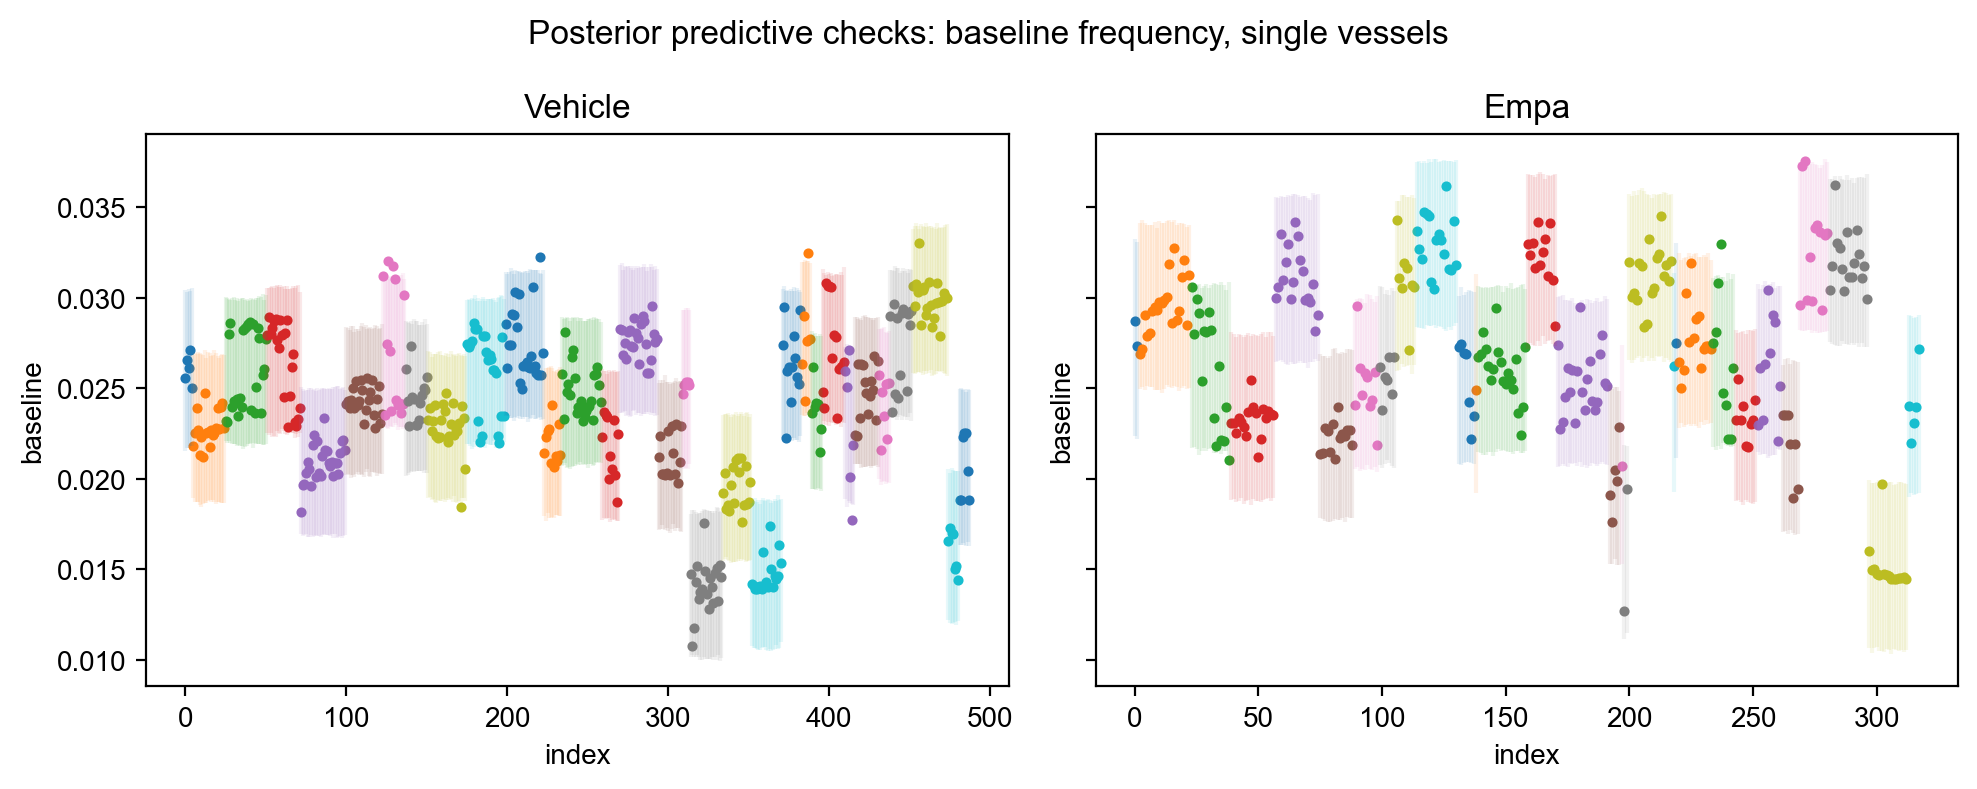 Posterior predictive checks: baseline frequency, single vessels
Vehicle
Empa
baseline
0.035
0.030
0.025
0.020
0.015
0.010
0 100 200 300 400 500
index
baseline
0 50 100 150 200 250 300
index